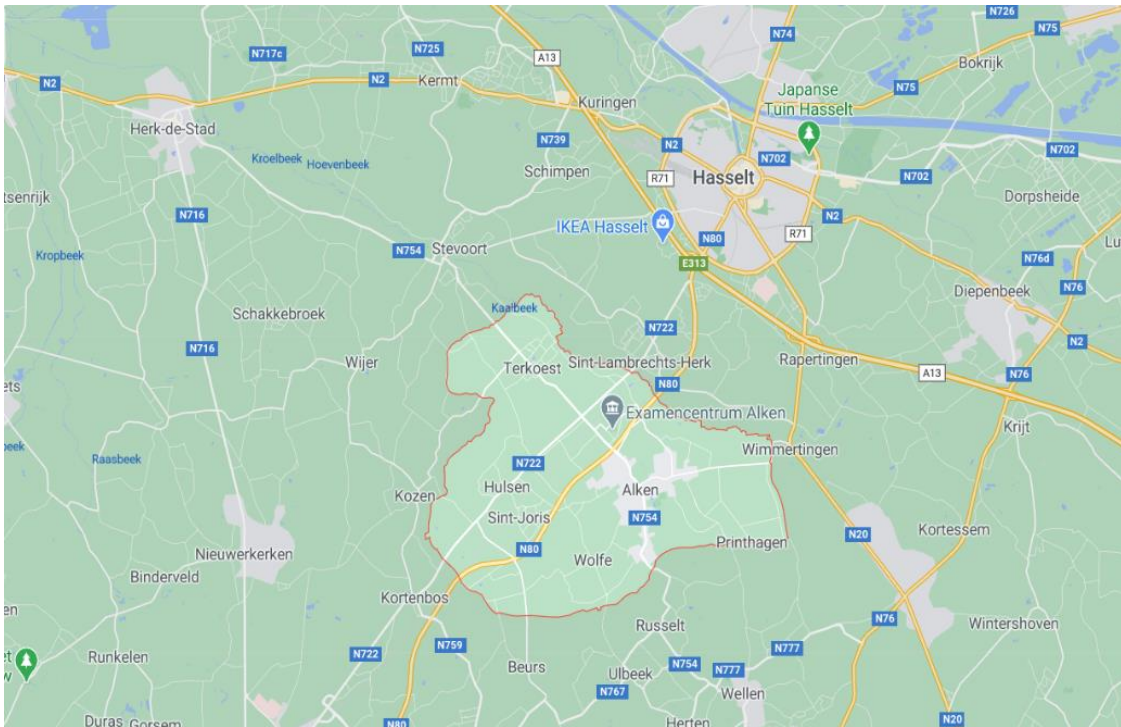 N726
N74
N75
N725
N717c
A13
Bokrijk
N2
N2
Kermt
N75
Japanse
Tuin Hasselt
Kuringen
Herk-de-Stad
N739
N2
N702
N702
Kroelbeek
Hoevenbeek
Schimpen
R71
Hasselt
N702
Dorpsheide
N716
N2
IKEA Hasselt
R71
N754
Stevoort
N80
Kropbeek
E313
N76d
N76
Diepenbeek
Kaalbeek
Schakkebroek
N722
N2
N716
Wijer
Terkoest
Sint-Lambrechts-Herk
Rapertingen
A13
N76
N80
Examencentrum Alken
Krijt
Wimmertingen
Raasbeek
N722
Hulsen
Alken
Kozen
Sint-Joris
N754
Kortessem
N20
Nieuwerkerken
N80
Printhagen
Wolfe
Binderveld
Kortenbos
N76
Russelt
Wintershoven
N722
N759
N777
Runkelen
Beurs
Ulbeek
N754
N777
N767
Wellen
Duras
Gorsem
N80
Herten
N20